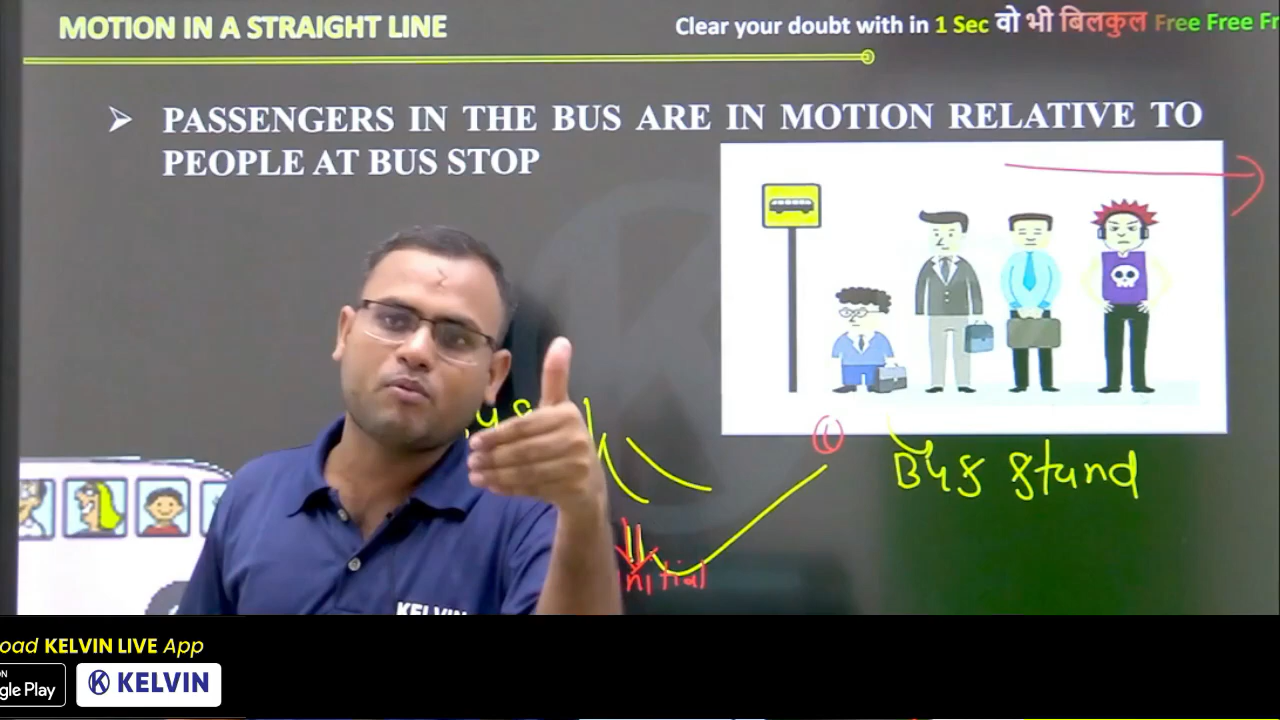 MOTION IN A STRAIGHT LINE
Clear your doubt with in 1 Sec वो भी बिलकुल Free Free Fr
➤ PASSENGERS IN THE BUS ARE IN MOTION RELATIVE TO
PEOPLE AT BUS STOP
Bus stand
initial
KELVIN
oad KELVIN LIVE App
ON
gle Play
KELVIN